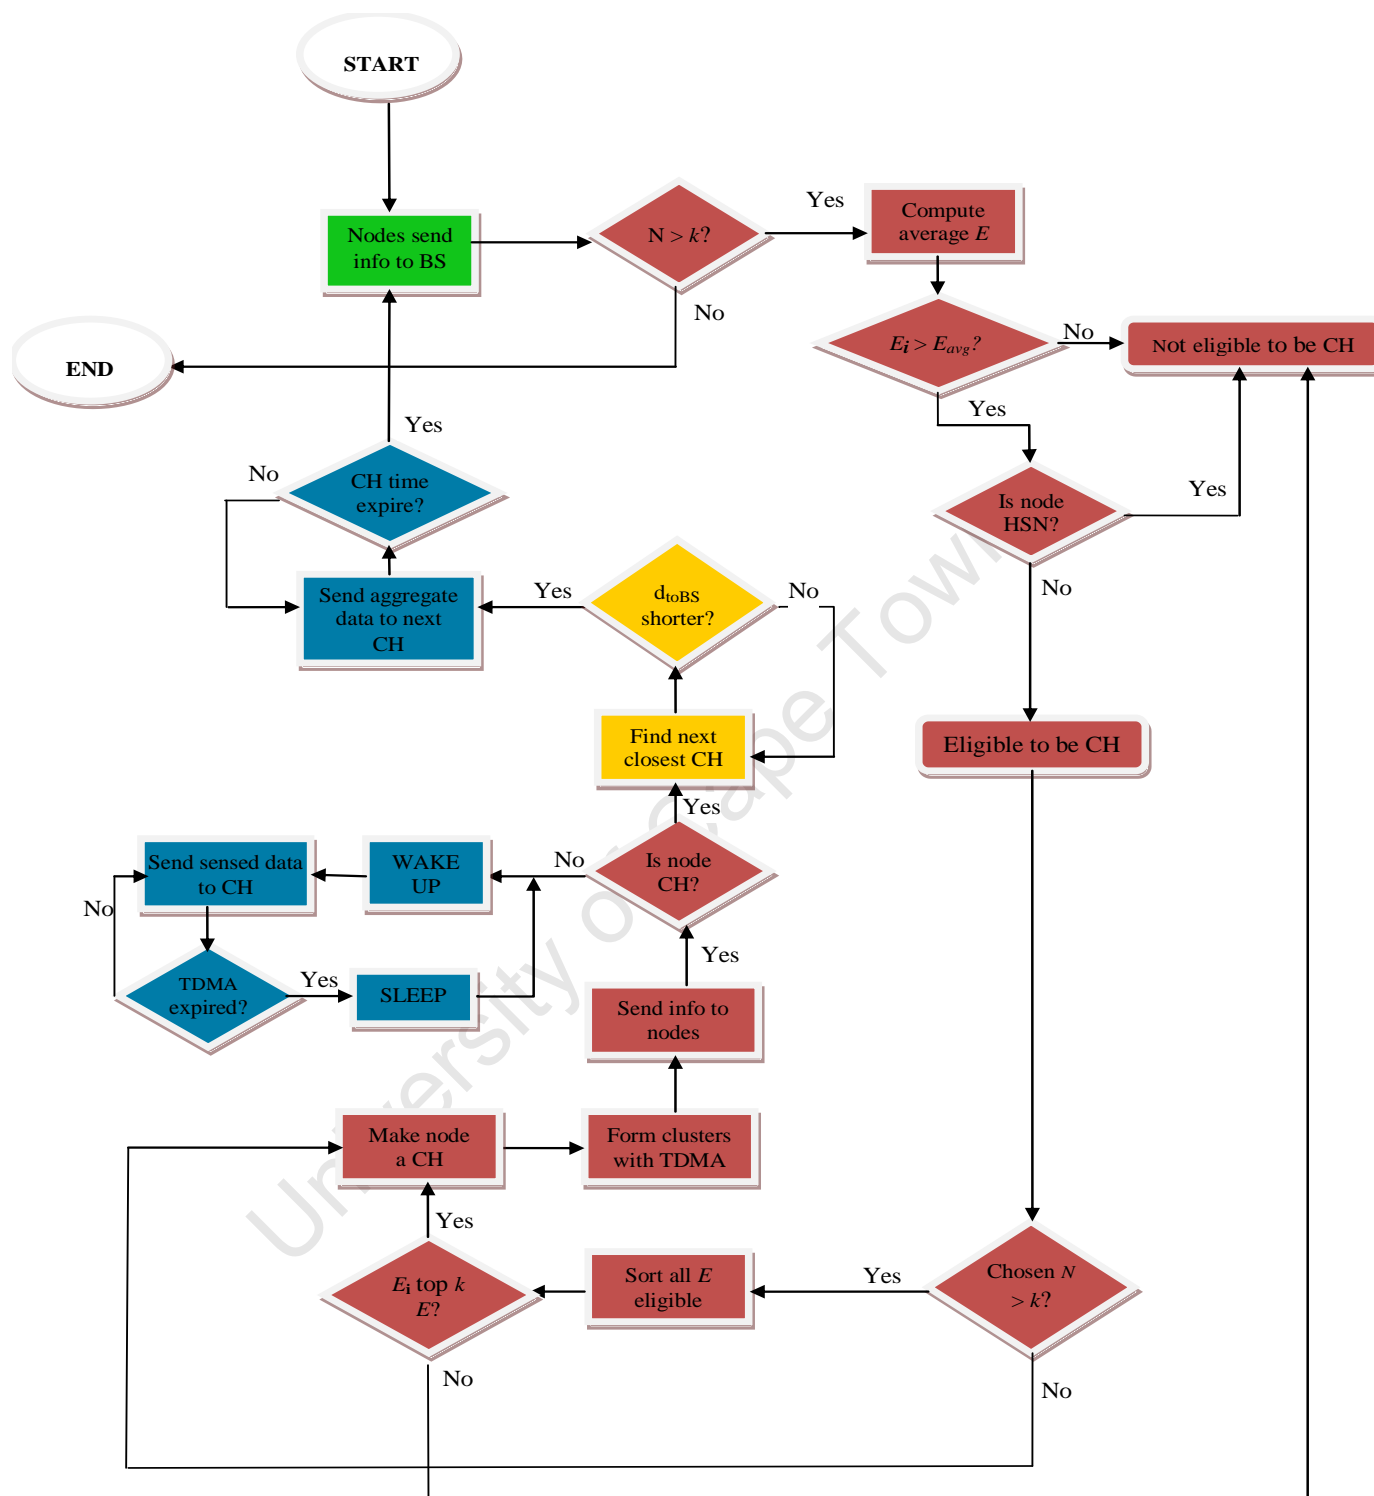 START
Nodes send
info to BS
N > k?
Yes
Compute
average E
No
END
Ei > Eavg?
No
Not eligible to be CH
Yes
Yes
No
CH time
expire?
Is node
HSN?
Yes
No
Send aggregate
data to next
CH
Yes
dtoBS
shorter?
No
Find next
closest CH
Eligible to be CH
Yes
Send sensed data
to CH
WAKE
UP
No
Is node
CH?
No
TDMA
expired?
Yes
SLEEP
Yes
Send info to
nodes
Make node
a CH
Form clusters
with TDMA
Yes
Ei top k
E?
Sort all E
eligible
Yes
Chosen N
> k?
No
No
University of Cape Town